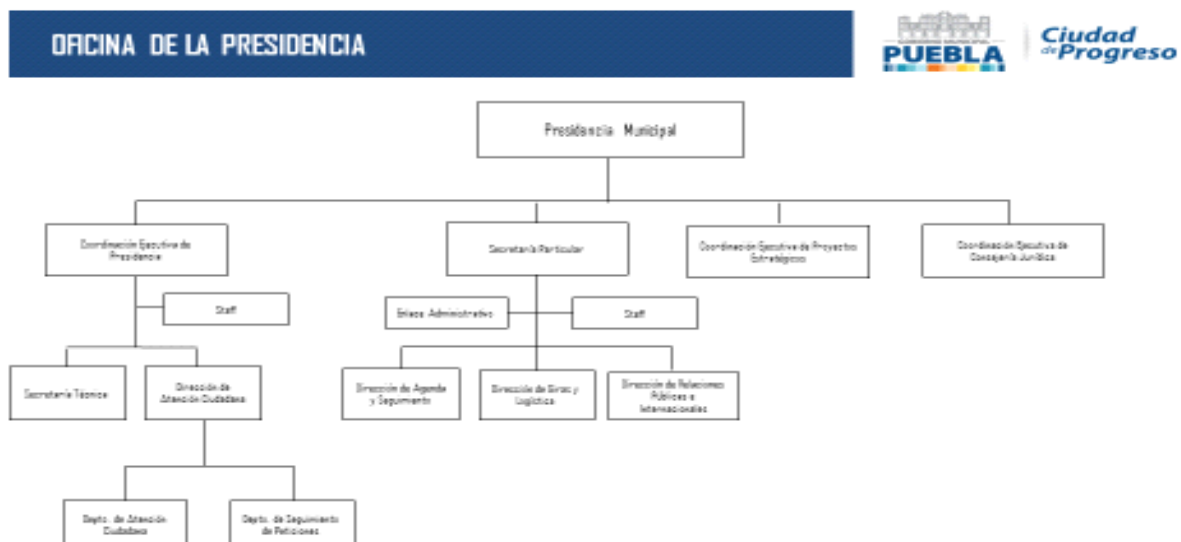 OFICINA DE LA PRESIDENCIA
PUEBLA
Ciudad
de Progreso
Presidencia Municipal
Coordinación Ejecutiva de
Presidencia
Secretaría Particular
Coordinación Ejecutiva de Proyectos
Estratégicos
Coordinación Ejecutiva de
Consejería Jurídica
Staff
Enlace Administrativo
Staff
Secretaría Técnica
Dirección de
Atención Ciudadana
Dirección de Agenda
y Seguimiento
Dirección de Giras y
Logística
Dirección de Relaciones
Públicas e
Internacionales
Depto. de Atención
Ciudadana
Depto. de Seguimiento
de Peticiones